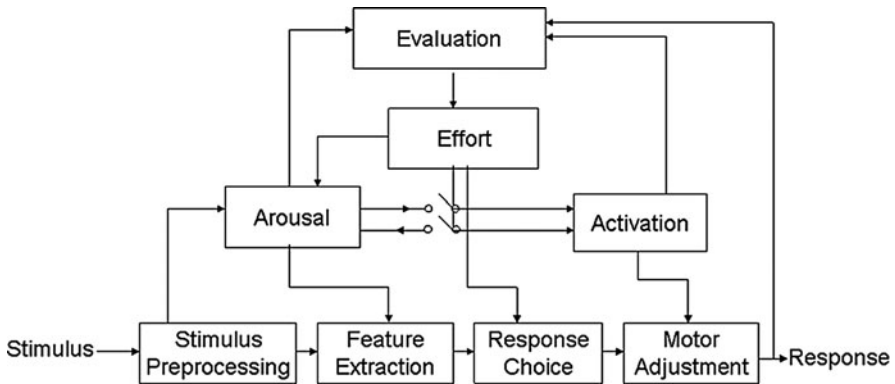 Evaluation
Effort
Arousal
Activation
Stimulus
Stimulus
Preprocessing
Feature
Extraction
Response
Choice
Motor
Adjustment
Response